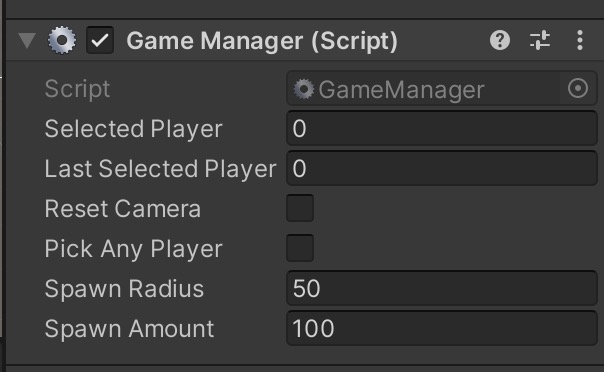 Game Manager (Script)
Script GameManager
Selected Player 0
Last Selected Player 0
Reset Camera
Pick Any Player
Spawn Radius 50
Spawn Amount 100